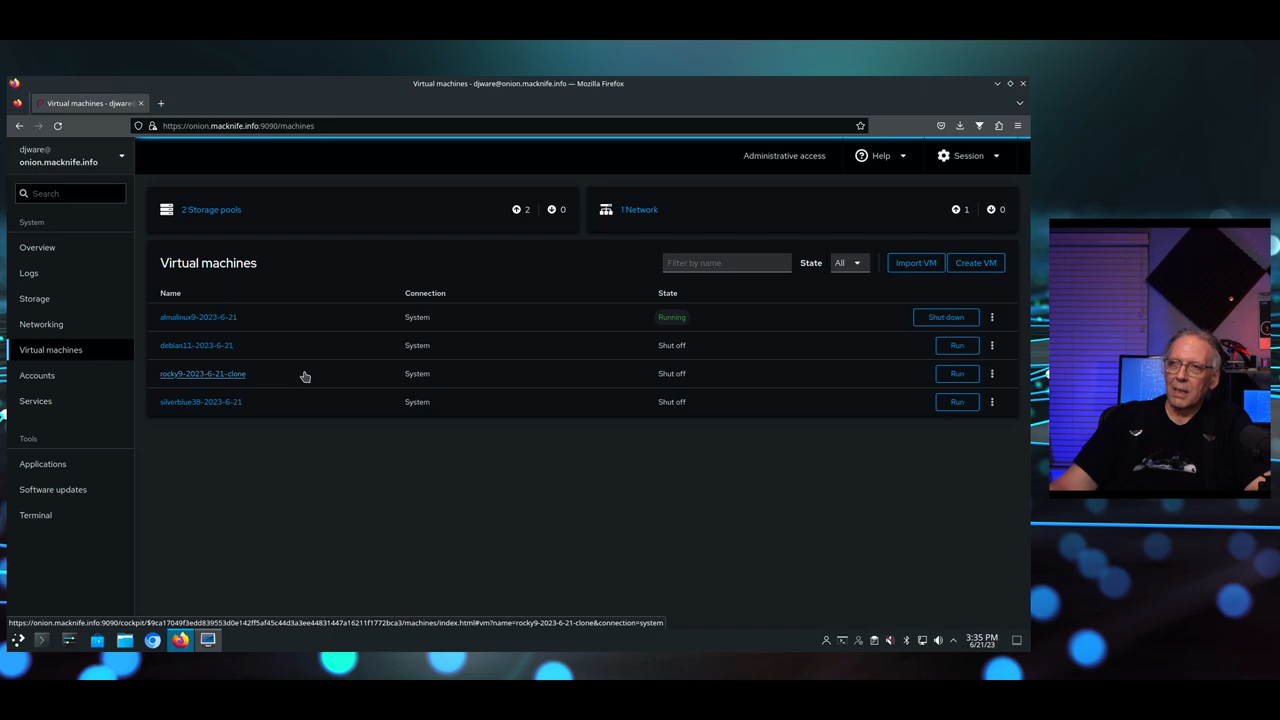 Virtual machines - djware@onion.macknife.info — Mozilla Firefox
Virtual machines - djware@
https://onion.macknife.info:9090/machines
djware@
onion.macknife.info
Administrative access
Help
Session
Search
System
Overview
Logs
Storage
Networking
Virtual machines
Accounts
Services
Tools
Applications
Software updates
Terminal
2 Storage pools
2
0
1 Network
1
0
Virtual machines
Filter by name
State
All
Import VM
Create VM
Name Connection State
almalinux9-2023-6-21 System Running Shut down
debian11-2023-6-21 System Shut off Run
rocky9-2023-6-21-clone System Shut off Run
silverblue38-2023-6-21 System Shut off Run
https://onion.macknife.info:9090/cockpit/$9ca17049f3edd839553d0e142ff5af45c44d3a3ee44831447a16211f1772bca3/machines/index.html#vm?name=rocky9-2023-6-21-clone&connection=system
3:35 PM
6/21/23